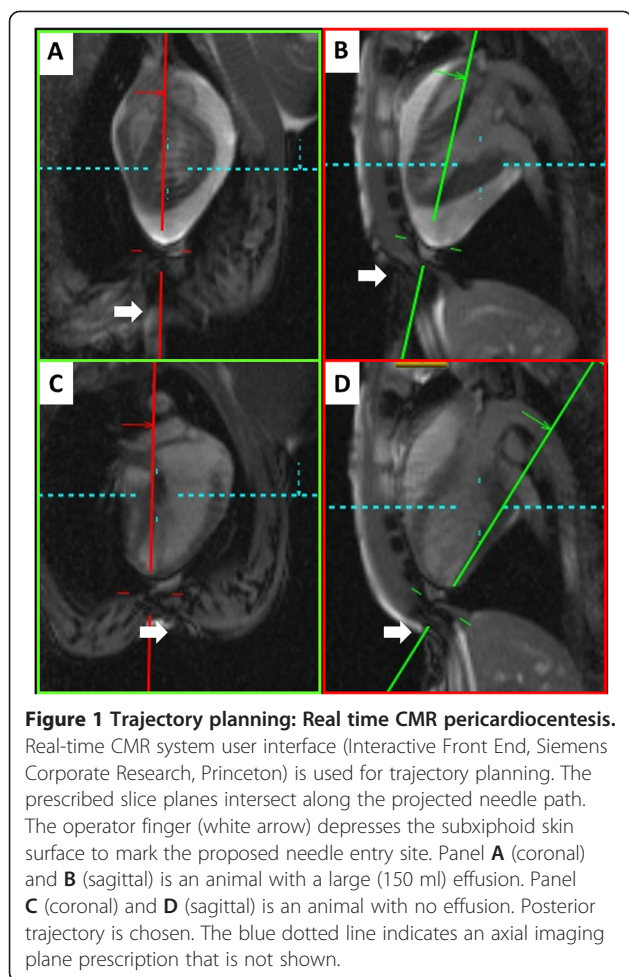 A
B
C
D
Figure 1 Trajectory planning: Real time CMR pericardiocentesis.
Real-time CMR system user interface (Interactive Front End, Siemens
Corporate Research, Princeton) is used for trajectory planning. The
prescribed slice planes intersect along the projected needle path.
The operator finger (white arrow) depresses the subxiphoid skin
surface to mark the proposed needle entry site. Panel A (coronal)
and B (sagittal) is an animal with a large (150 ml) effusion. Panel
C (coronal) and D (sagittal) is an animal with no effusion. Posterior
trajectory is chosen. The blue dotted line indicates an axial imaging
plane prescription that is not shown.